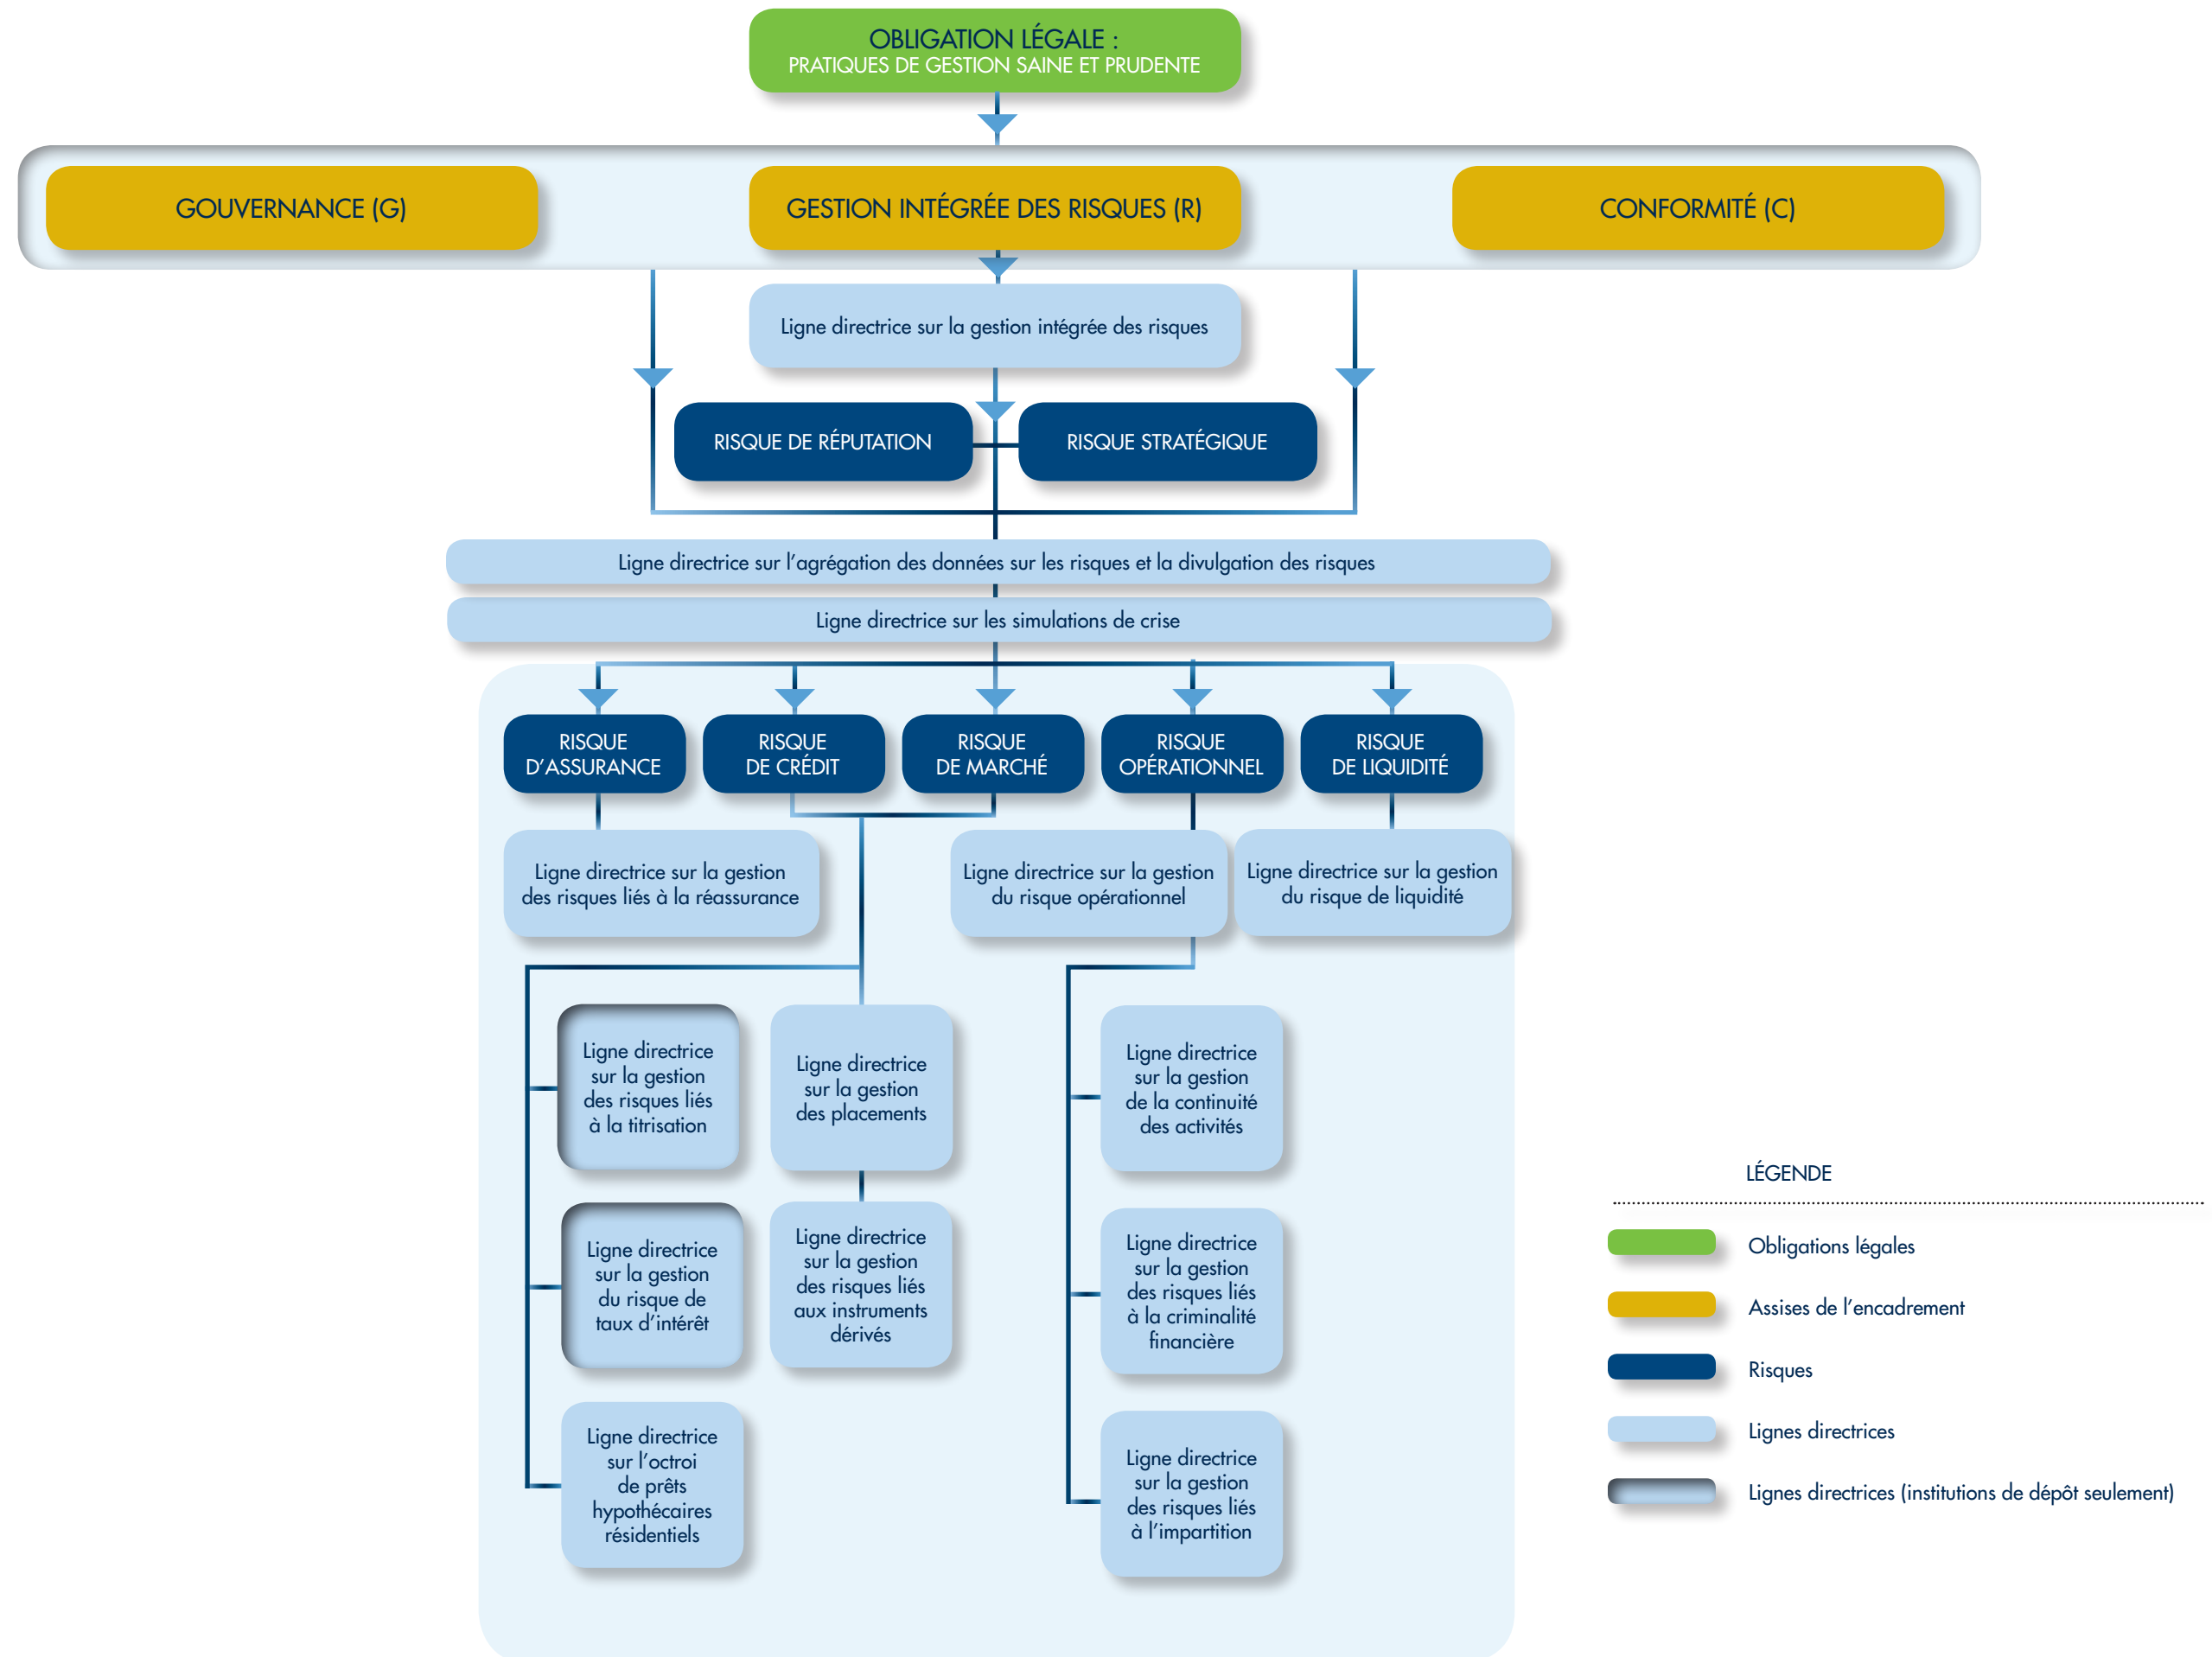 OBLIGATION LÉGALE :
PRATIQUES DE GESTION SAINE ET PRUDENTE
GOUVERNANCE (G)
GESTION INTÉGRÉE DES RISQUES (R)
CONFORMITÉ (C)
Ligne directrice sur la gestion intégrée des risques
RISQUE DE RÉPUTATION
RISQUE STRATÉGIQUE
Ligne directrice sur l'agrégation des données sur les risques et la divulgation des risques
Ligne directrice sur les simulations de crise
RISQUE
D'ASSURANCE
RISQUE
DE CRÉDIT
RISQUE
DE MARCHÉ
RISQUE
OPÉRATIONNEL
RISQUE
DE LIQUIDITÉ
Ligne directrice sur la gestion
des risques liés à la réassurance
Ligne directrice sur la gestion
du risque opérationnel
Ligne directrice sur la gestion
du risque de liquidité
Ligne directrice
sur la gestion
des risques liés
à la titrisation
Ligne directrice
sur la gestion
des placements
Ligne directrice
sur la gestion
de la continuité
des activités
Ligne directrice
sur la gestion
du risque de
taux d'intérêt
Ligne directrice
sur la gestion
des risques liés
aux instruments
dérivés
Ligne directrice
sur la gestion
des risques liés
à la criminalité
financière
Ligne directrice
sur l'octroi
de prêts
hypothécaires
résidentiels
Ligne directrice
sur la gestion
des risques liés
à l'impartition
LÉGENDE
Obligations légales
Assises de l'encadrement
Risques
Lignes directrices
Lignes directrices (institutions de dépôt seulement)